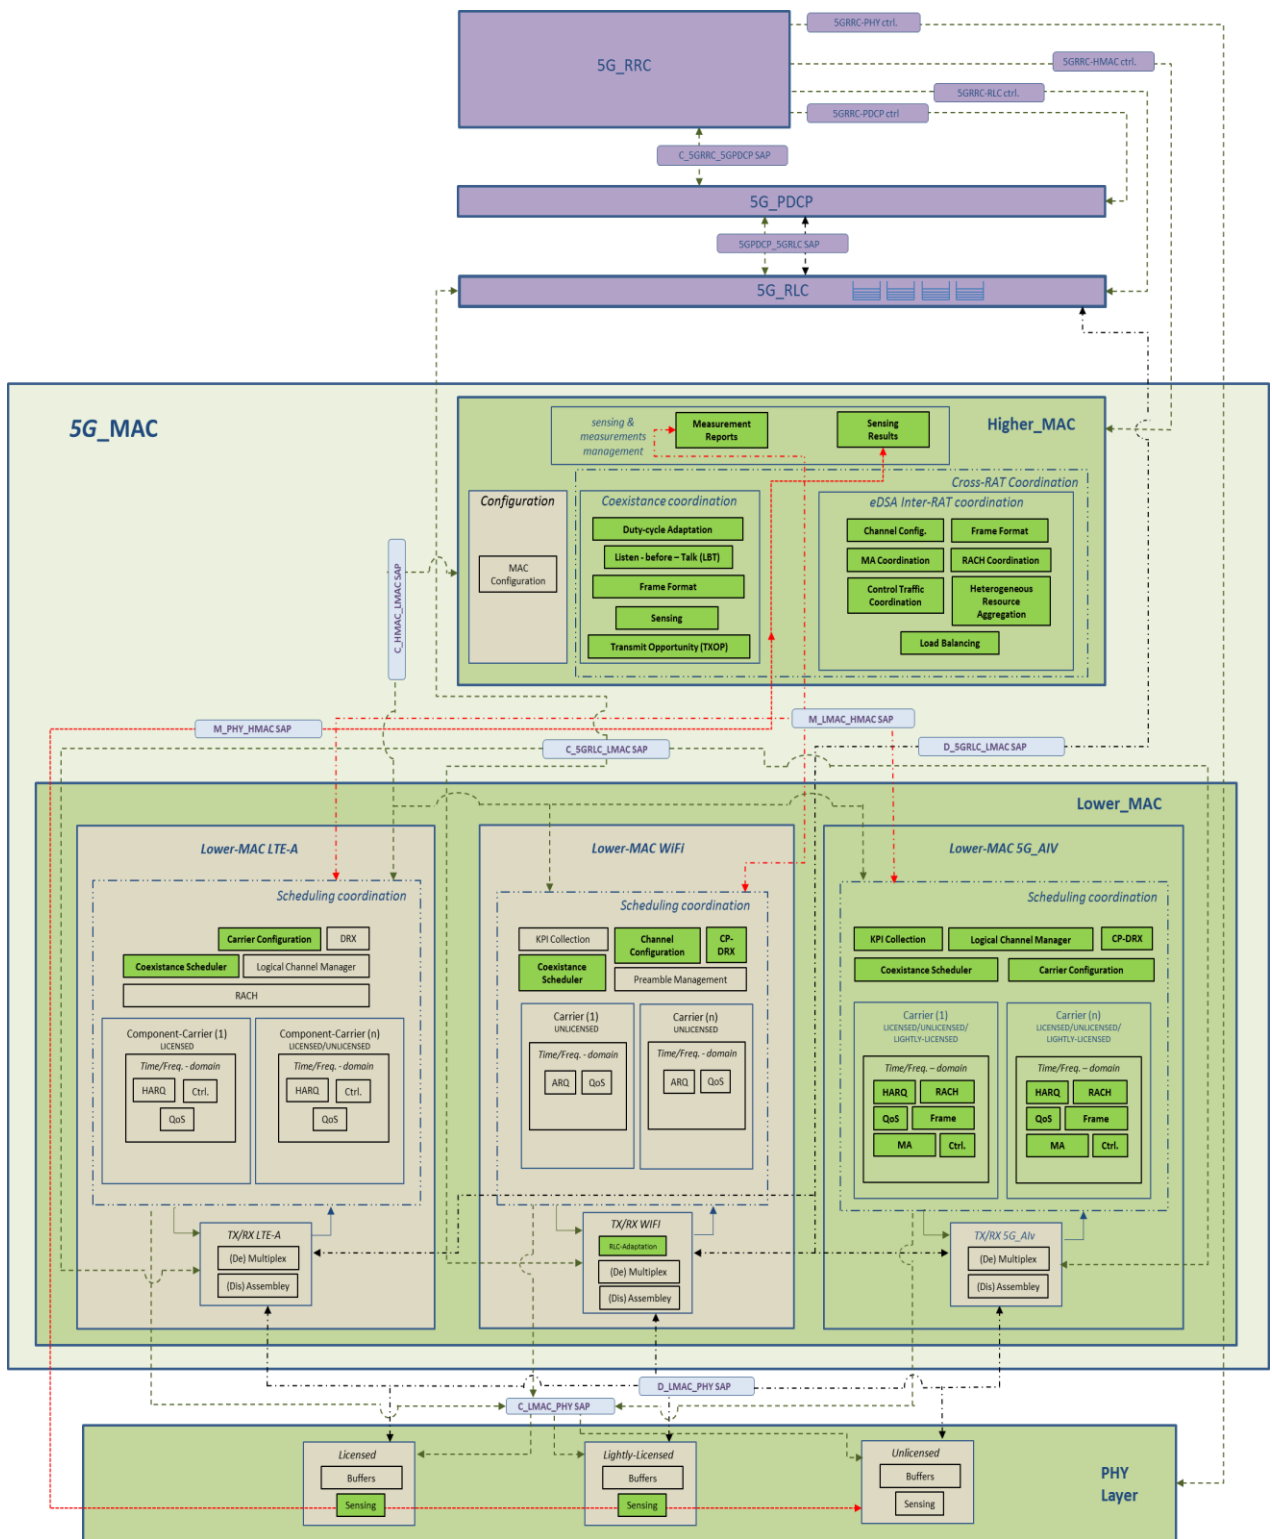 5GRRC-PHY ctrl.
5G_RRC
5GRRC-HMAC ctrl.
5GRRC-RLC ctrl.
5GRRC-PDCP ctrl
C_5GRRC_5GPDCP SAP
5G_PDCP
5GPDCP_5GRLC SAP
5G_RLC
5G_MAC
Higher_MAC
sensing &
measurements
management
Measurement
Reports
Sensing
Results
Cross-RAT Coordination
Configuration
MAC
Configuration
Coexistance coordination
Duty-cycle Adaptation
Listen - before – Talk (LBT)
Frame Format
Sensing
Transmit Opportunity (TXOP)
eDSA Inter-RAT coordination
Channel Config.
Frame Format
MA Coordination
RACH Coordination
Control Traffic
Coordination
Heterogeneous
Resource
Aggregation
Load Balancing
C_HMAC_LMAC SAP
M_PHY_HMAC SAP
M_LMAC_HMAC SAP
C_5GRLC_LMAC SAP
D_5GRLC_LMAC SAP
Lower_MAC
Lower-MAC LTE-A
Scheduling coordination
Carrier Configuration
DRX
Coexistance Scheduler
Logical Channel Manager
RACH
Component-Carrier (1)
LICENSED
Time/Freq. - domain
HARQ
Ctrl.
QoS
Component-Carrier (n)
LICENSED/UNLICENSED
Time/Freq. - domain
HARQ
Ctrl.
QoS
TX/RX LTE-A
(De) Multiplex
(Dis) Assembley
Lower-MAC WiFi
Scheduling coordination
KPI Collection
Channel
Configuration
CP-
DRX
Coexistance
Scheduler
Preamble Management
Carrier (1)
UNLICENSED
Time/Freq. - domain
ARQ
QoS
Carrier (n)
UNLICENSED
Time/Freq. - domain
ARQ
QoS
TX/RX WIFI
RLC-Adaptation
(De) Multiplex
(Dis) Assembley
Lower-MAC 5G_AIV
Scheduling coordination
KPI Collection
Logical Channel Manager
CP-DRX
Coexistance Scheduler
Carrier Configuration
Carrier (1)
LICENSED/UNLICENSED/
LIGHTLY-LICENSED
Time/Freq. – domain
HARQ
RACH
QoS
Frame
MA
Ctrl.
Carrier (n)
LICENSED/UNLICENSED/
LIGHTLY-LICENSED
Time/Freq. – domain
HARQ
RACH
QoS
Frame
MA
Ctrl.
TX/RX 5G_AIv
(De) Multiplex
(Dis) Assembley
D_LMAC_PHY SAP
C_LMAC_PHY SAP
Licensed
Buffers
Sensing
Lightly-Licensed
Buffers
Sensing
Unlicensed
Buffers
Sensing
PHY
Layer